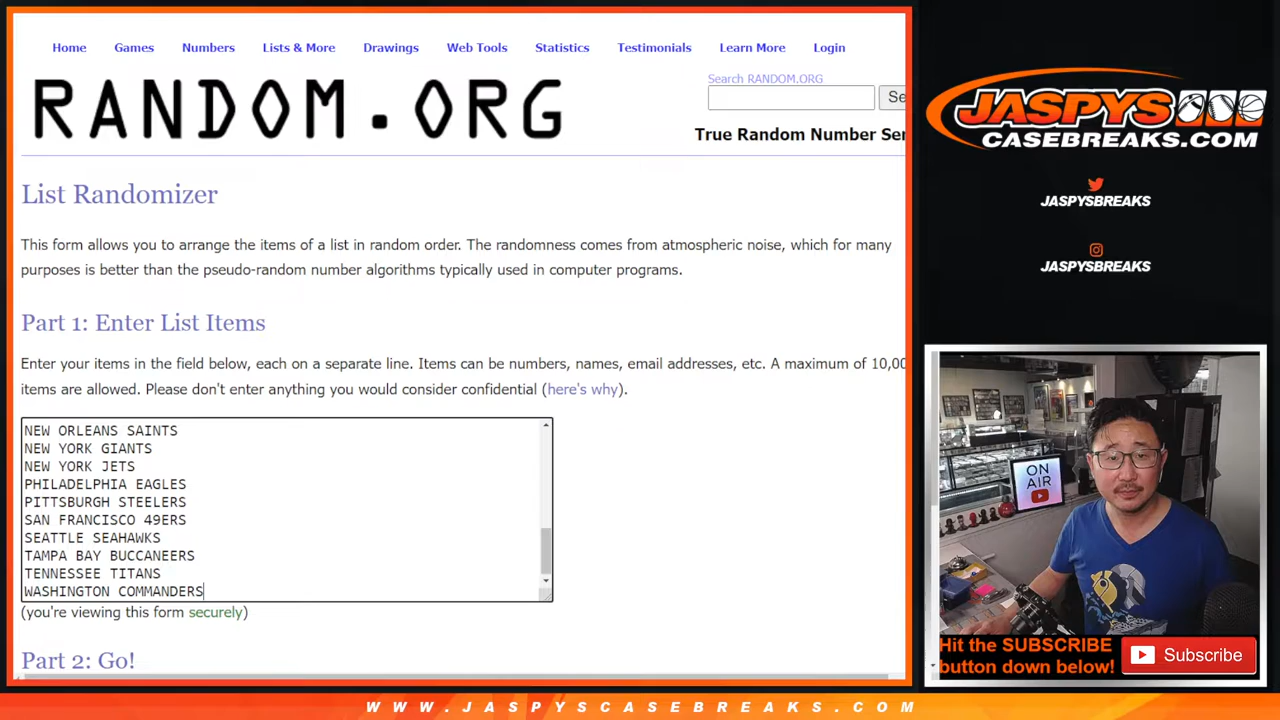 Home Games Numbers Lists & More Drawings Web Tools Statistics Testimonials Learn More Login
RANDOM.ORG
Search RANDOM.ORG
Se
True Random Number Ser
List Randomizer
This form allows you to arrange the items of a list in random order. The randomness comes from atmospheric noise, which for many
purposes is better than the pseudo-random number algorithms typically used in computer programs.
Part 1: Enter List Items
Enter your items in the field below, each on a separate line. Items can be numbers, names, email addresses, etc. A maximum of 10,00
items are allowed. Please don't enter anything you would consider confidential (here's why).
NEW ORLEANS SAINTS
NEW YORK GIANTS
NEW YORK JETS
PHILADELPHIA EAGLES
PITTSBURGH STEELERS
SAN FRANCISCO 49ERS
SEATTLE SEAHAWKS
TAMPA BAY BUCCANEERS
TENNESSEE TITANS
WASHINGTON COMMANDERS
(you're viewing this form securely)
Part 2: Go!
JASPYS
CASEBREAKS.COM
JASPYSBREAKS
JASPYSBREAKS
ON
AIR
Hit the SUBSCRIBE
button down below!
Subscribe
WWW.JASPYSCASEBREAKS.COM